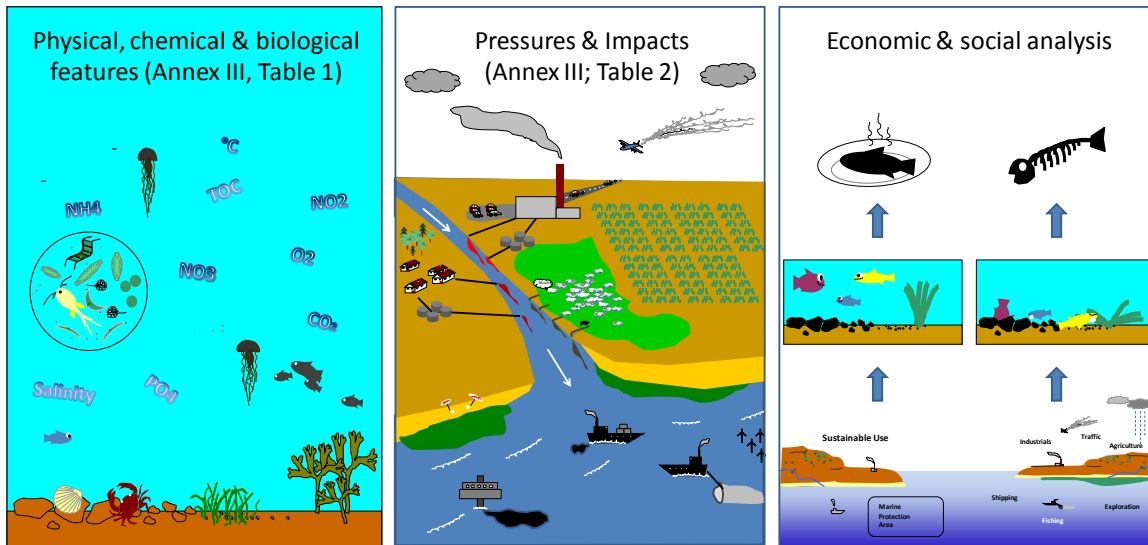 Physical, chemical & biological
features (Annex III, Table 1)
°C
TOC
NH4
NO2
NO3
O2
CO₂
Salinity
PO4
Pressures & Impacts
(Annex III; Table 2)
Economic & social analysis
Sustainable Use
Marine
Protection
Area
Industrials
Traffic
Agriculture
Shipping
Fishing
Exploration